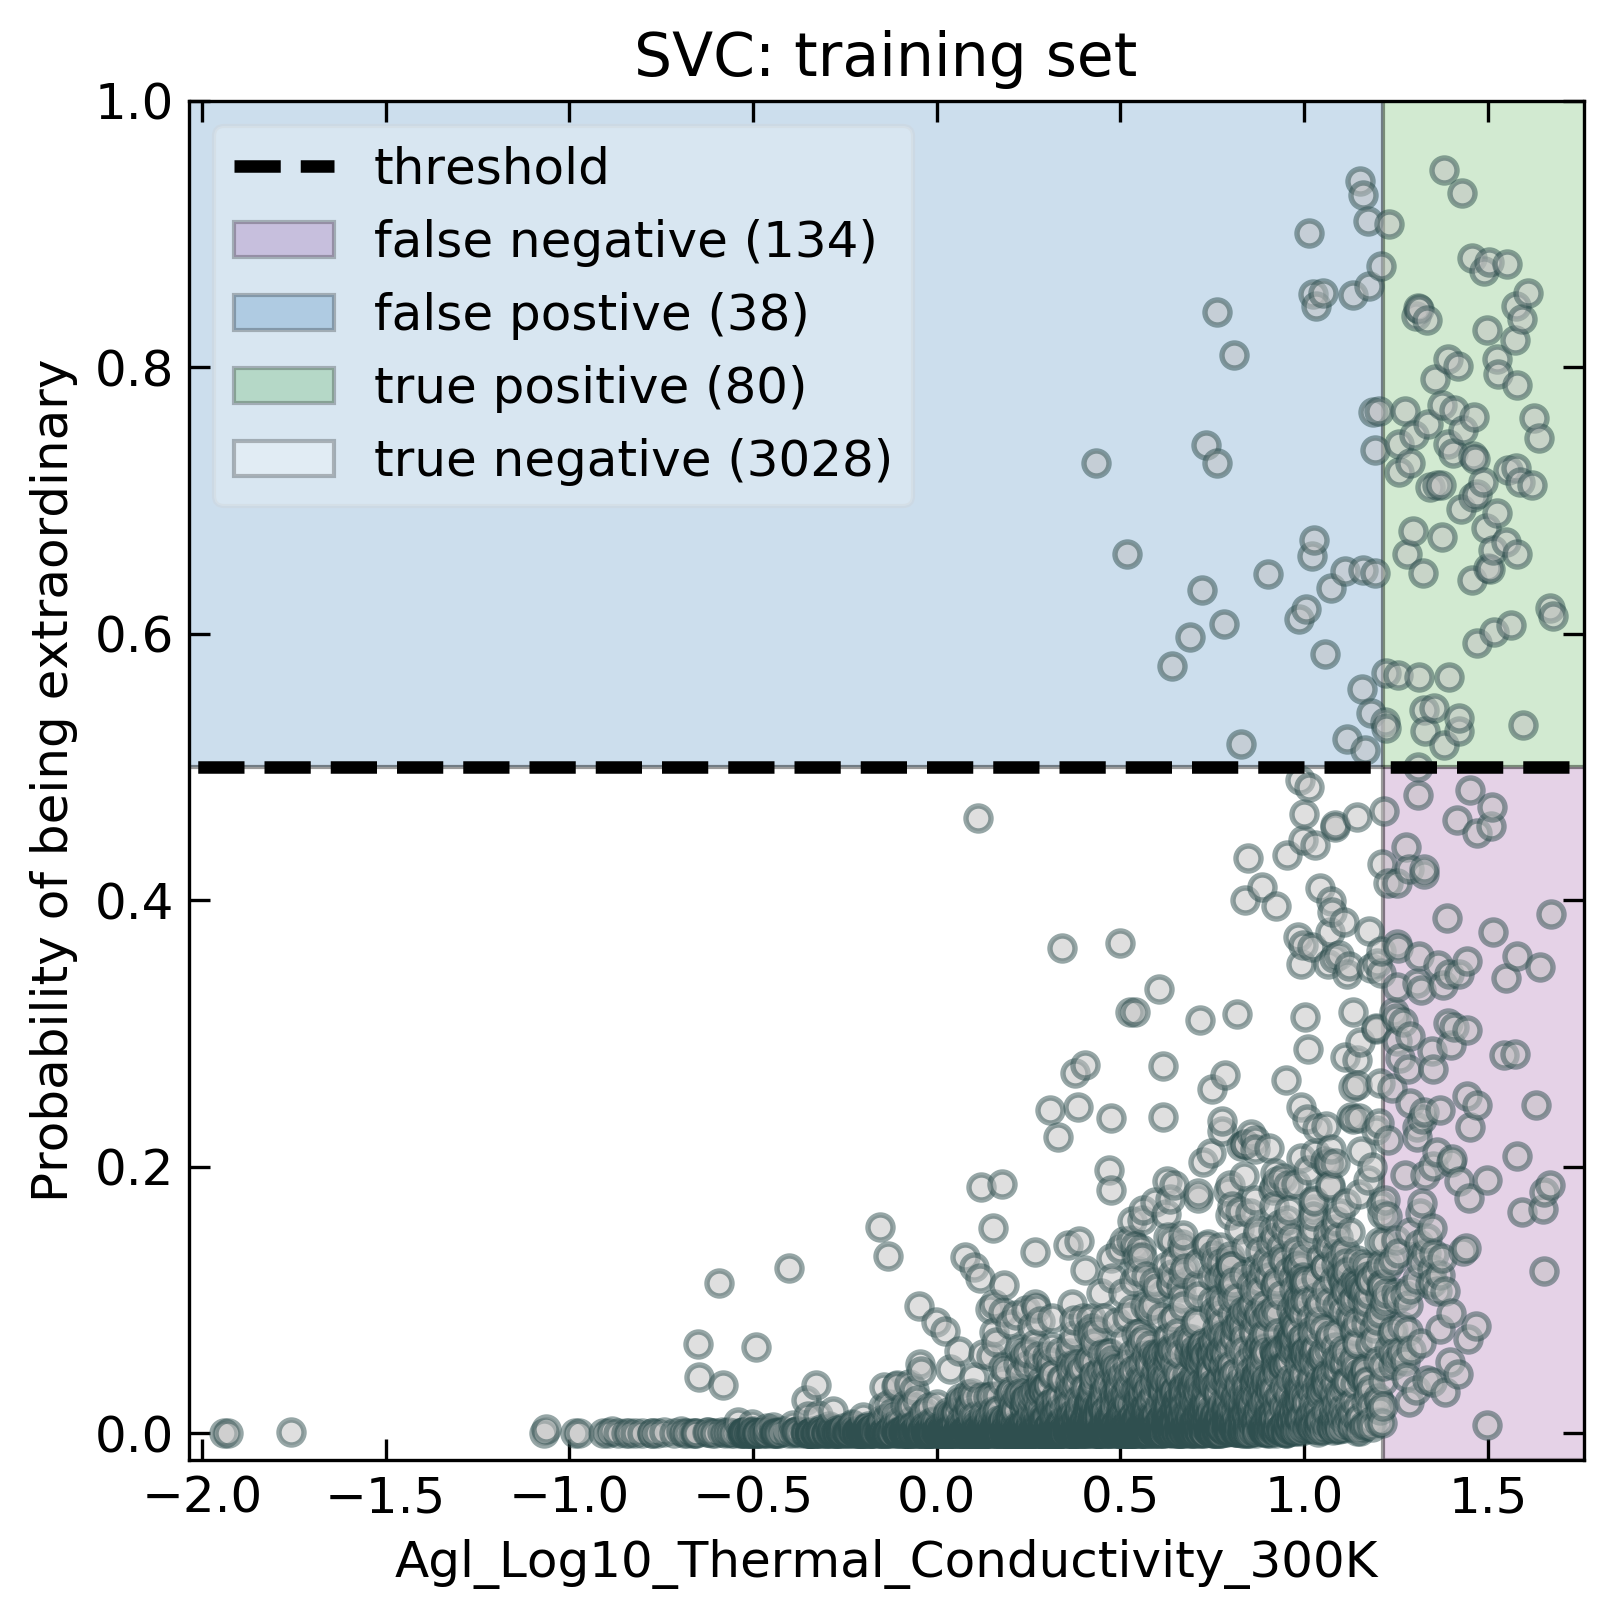 SVC: training set
1.0
0.8
0.6
0.4
0.2
0.0
Probability of being extraordinary
threshold
false negative (134)
false postive (38)
true positive (80)
true negative (3028)
−2.0 −1.5 −1.0 −0.5 0.0 0.5 1.0 1.5
Agl_Log10_Thermal_Conductivity_300K